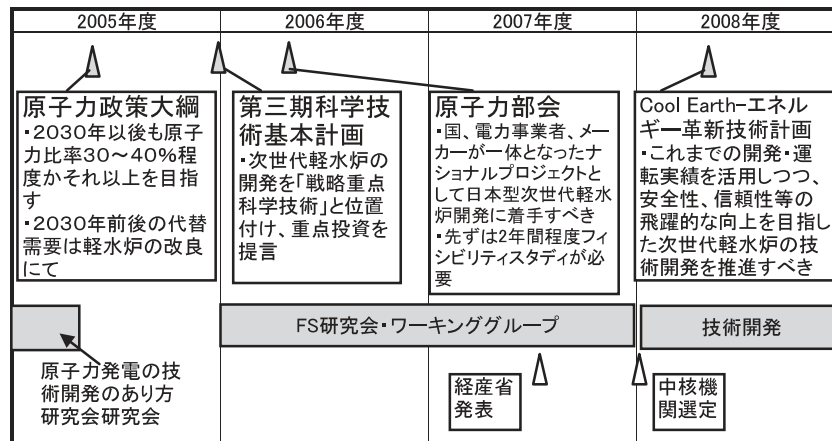 2005年度
2006年度
2007年度
2008年度
原子力政策大綱
・2030年以後も原子
力比率30～40%程
度かそれ以上を目指
す
・2030年前後の代替
需要は軽水炉の改良
にて
第三期科学技
術基本計画
・次世代軽水炉の
開発を「戦略重点
科学技術」と位置
付け、重点投資を
提言
原子力部会
・国、電力事業者、メー
カーが一体となったナ
ショナルプロジェクトと
して日本型次世代軽水
炉開発に着手すべき
・先ずは2年間程度フィ
シビリティスタディが必
要
Cool Earth-エネル
ギー革新技術計画
・これまでの開発・運
転実績を活用しつつ、
安全性、信頼性等の
飛躍的な向上を目指し
た次世代軽水炉の技
術開発を推進すべき
FS研究会・ワーキンググループ
技術開発
原子力発電の技
術開発のあり方
研究会研究会
経産省
発表
中核機
関選定